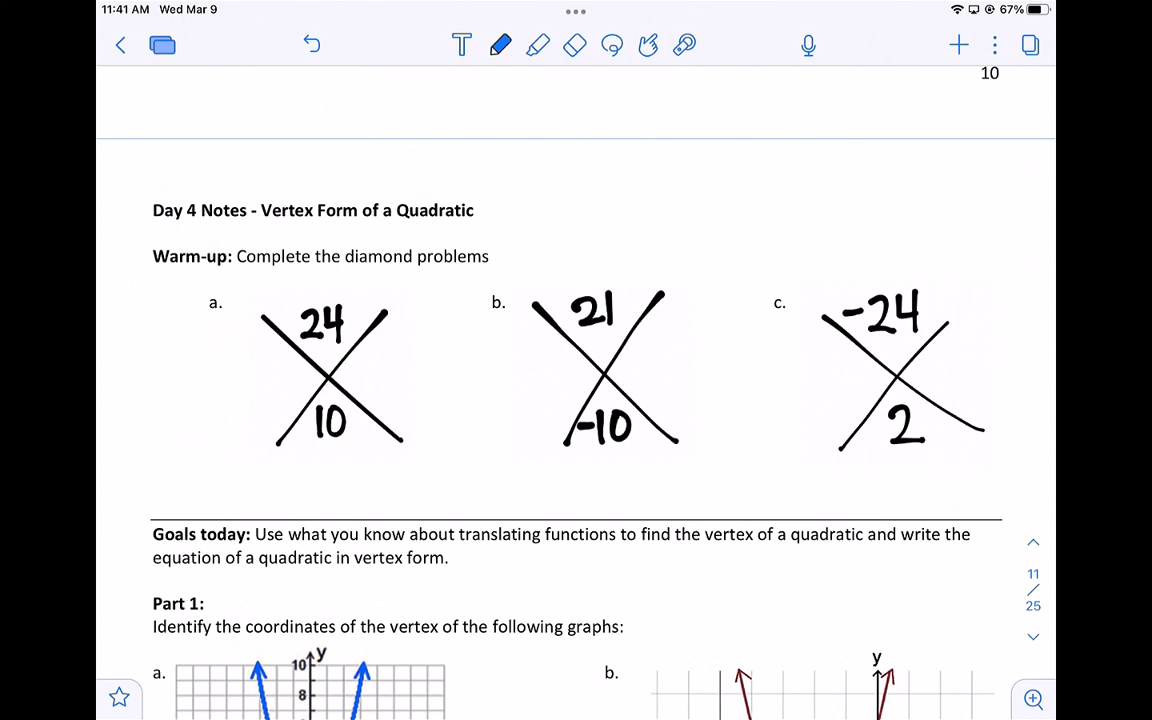 11:41 AM Wed Mar 9
67%
T
10
Day 4 Notes - Vertex Form of a Quadratic
Warm-up: Complete the diamond problems
a. 24
10
b. 21
-10
c. -24
2
Goals today: Use what you know about translating functions to find the vertex of a quadratic and write the
equation of a quadratic in vertex form.
11
/
25
Part 1:
Identify the coordinates of the vertex of the following graphs:
a.
10 y
8
b.
y